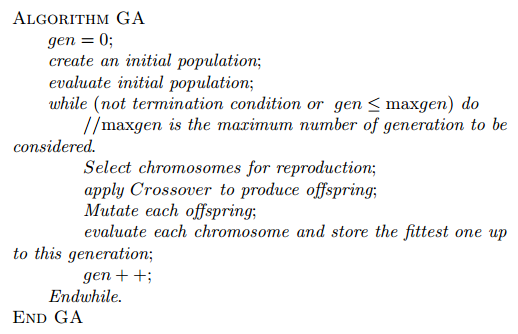 ALGORITHM GA
gen = 0;
create an initial population;
evaluate initial population;
while (not termination condition or gen ≤ maxgen) do
//maxgen is the maximum number of generation to be
considered.
Select chromosomes for reproduction;
apply Crossover to produce offspring;
Mutate each offspring;
evaluate each chromosome and store the fittest one up
to this generation;
gen + +;
Endwhile.
END GA